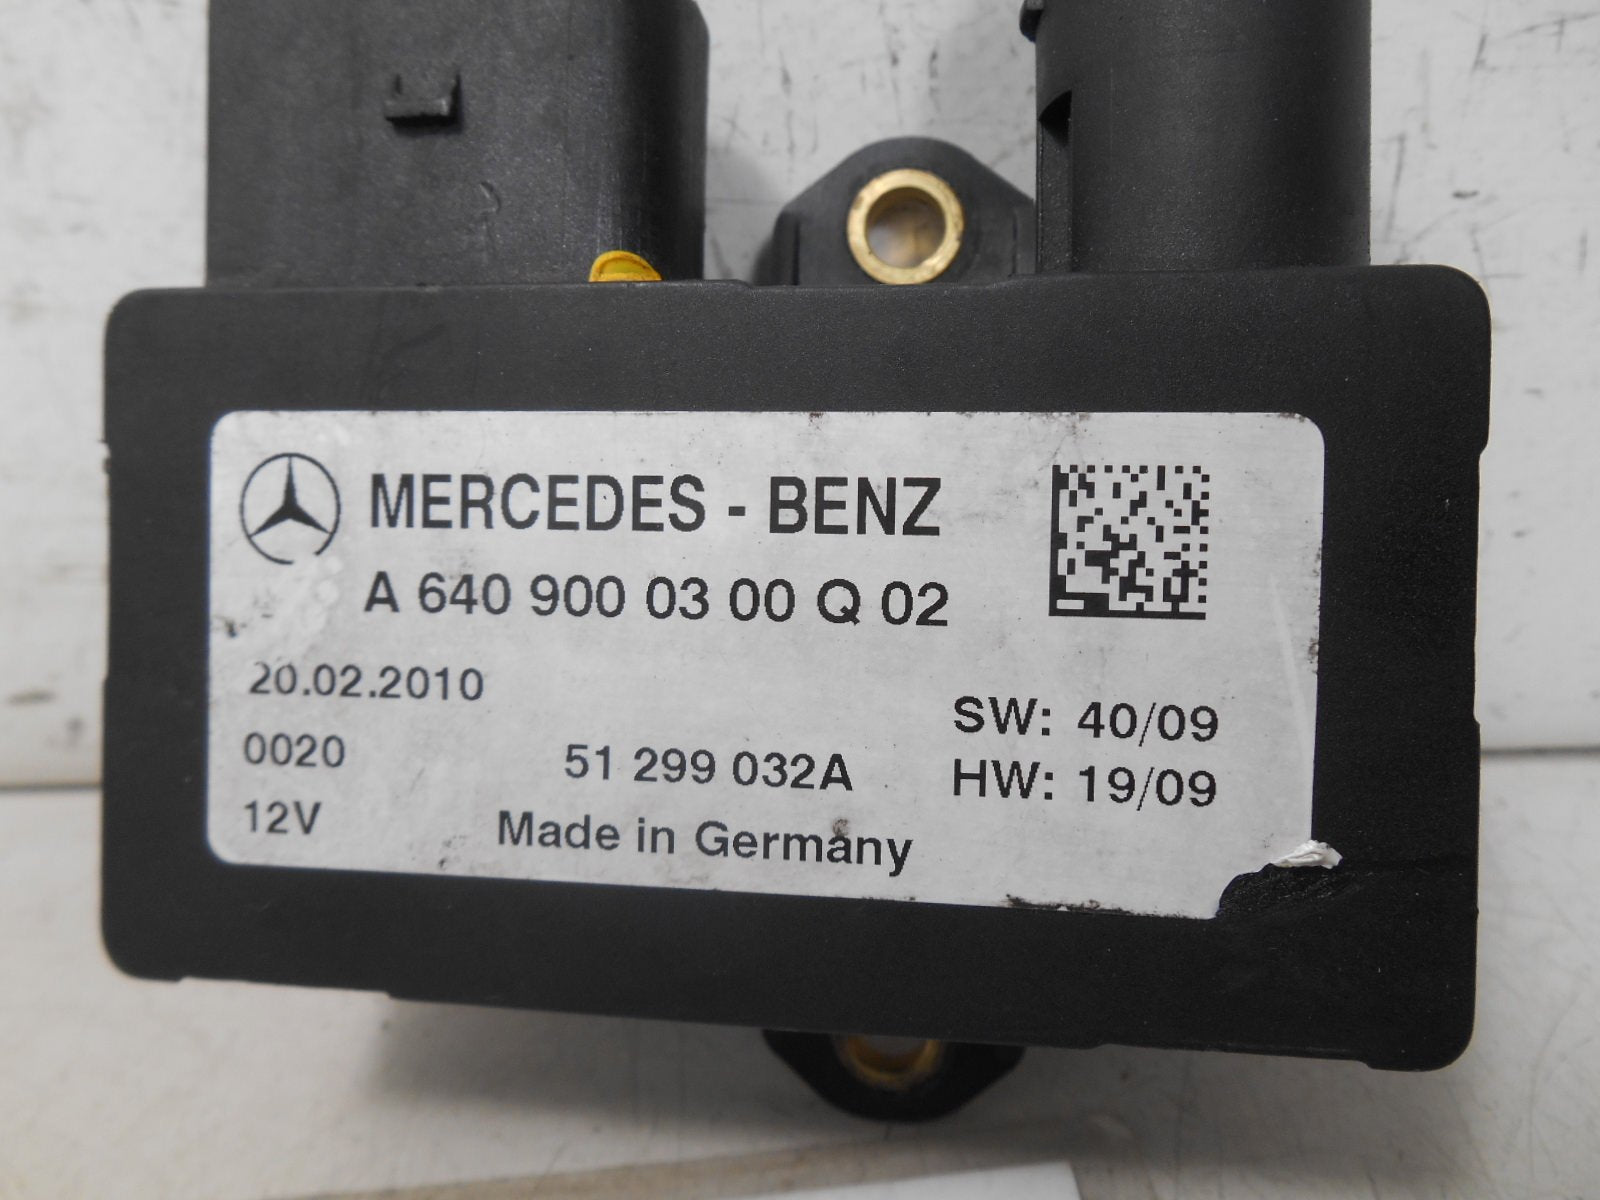 MERCEDES - BENZ
A 640 900 03 00 Q 02
20.02.2010
0020
12V
51 299 032A
Made in Germany
SW: 40/09
HW: 19/09